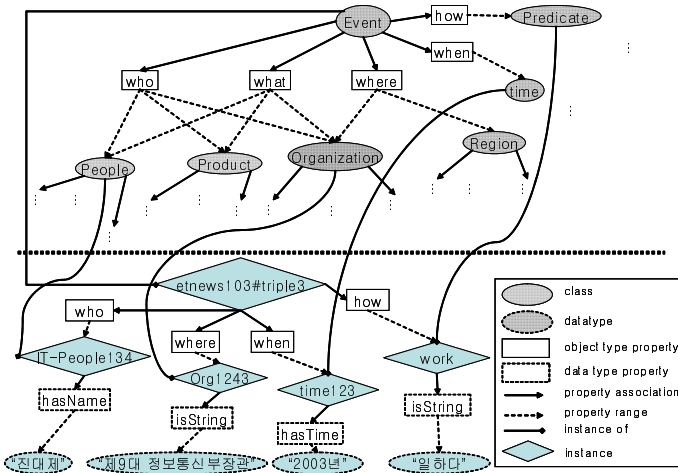 Event
how
Predicate
when
who
what
where
time
People
Product
Organization
Region
etnews103#triple3
who
how
where
when
IT-People134
Org1243
time123
work
hasName
isString
hasTime
isString
"진대제"
"제9대 정보통신부장관"
"2003년"
"일하다"
class
datatype
object type property
data type property
property association
property range
instance of
instance